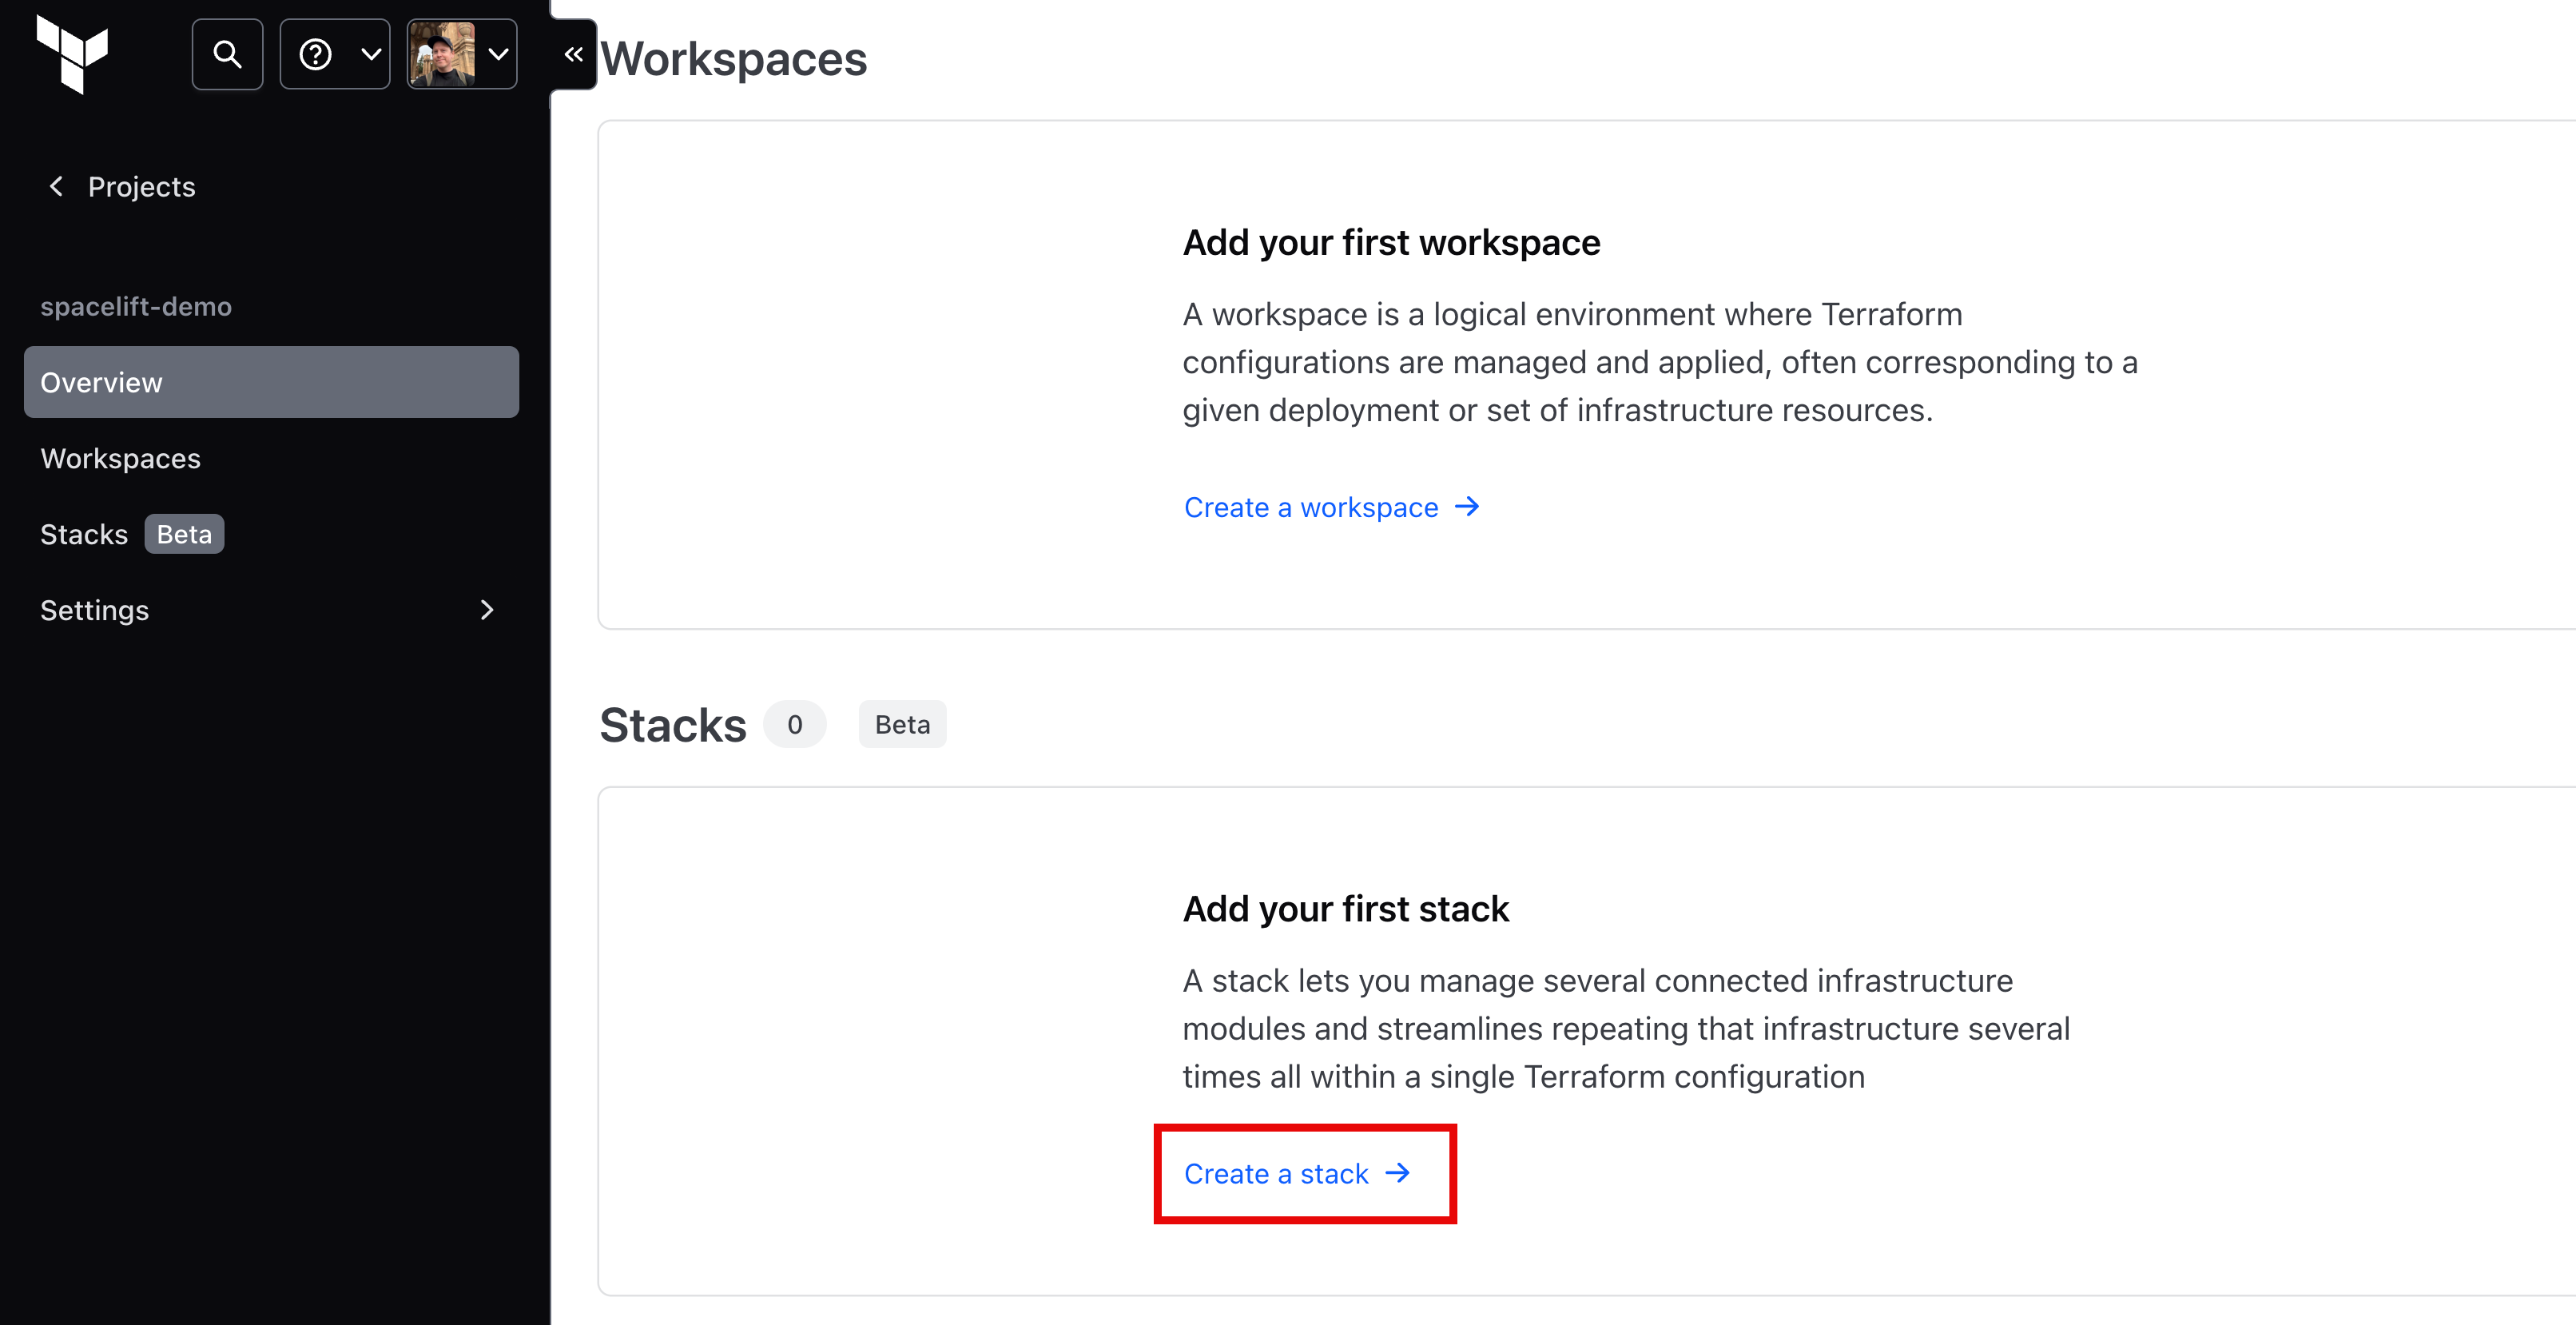 Projects
spacelift-demo
Overview
Workspaces
Stacks Beta
Settings
Workspaces
Add your first workspace
A workspace is a logical environment where Terraform
configurations are managed and applied, often corresponding to a
given deployment or set of infrastructure resources.
Create a workspace
Stacks 0 Beta
Add your first stack
A stack lets you manage several connected infrastructure
modules and streamlines repeating that infrastructure several
times all within a single Terraform configuration
Create a stack